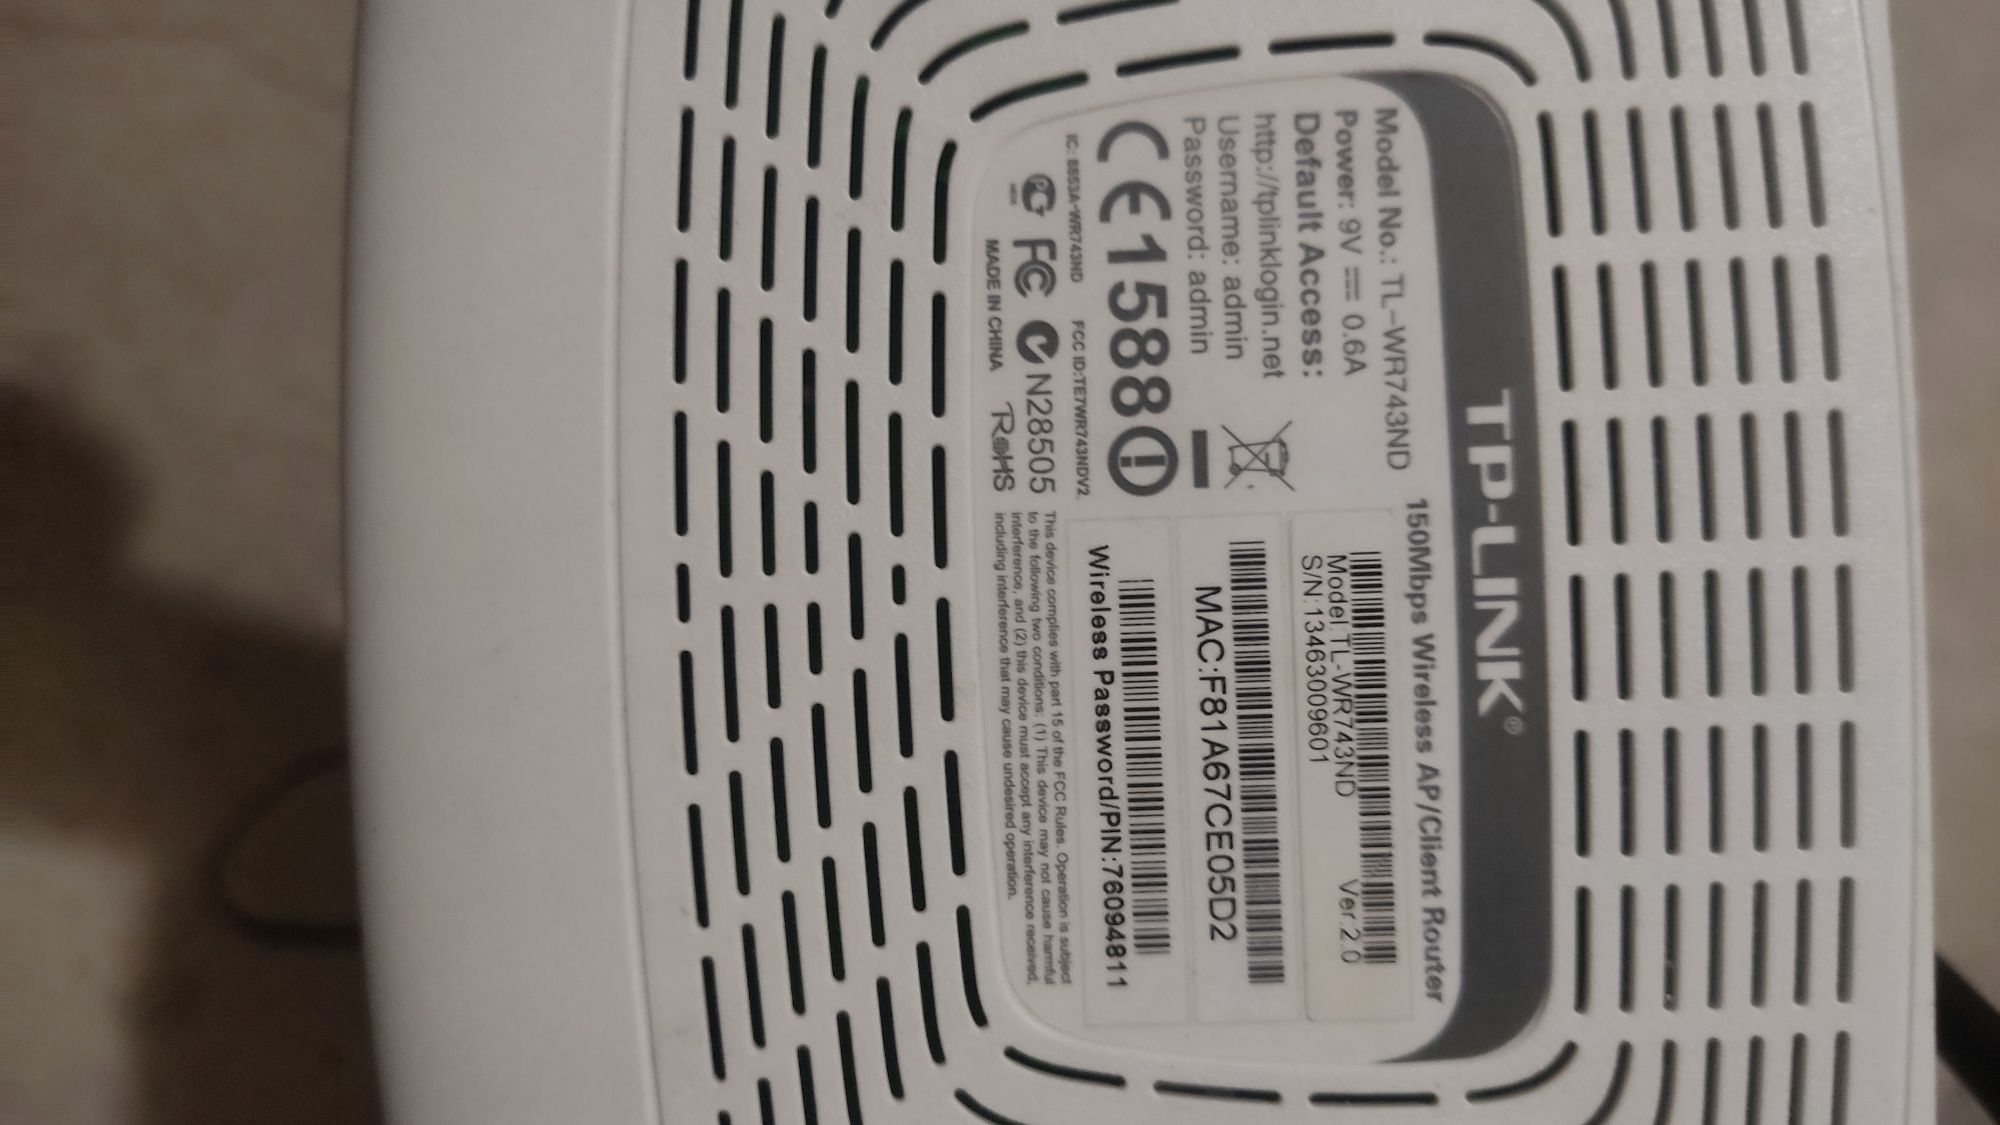 TP-LINK®
150Mbps Wireless AP/Client Router
Model No.: TL-WR743ND
Power: 9V ⎓ 0.6A
Default Access:
http://tplinklogin.net
Username: admin
Password: admin
CE1588
IC: 8853A-WR743ND FCC ID:TE7WR743NDV2
FC N28505
MADE IN CHINA RoHS
Model:TL-WR743ND Ver:2.0
S/N:13463009601
MAC:F81A67CE05D2
Wireless Password/PIN:76094811
This device complies with part 15 of the FCC Rules. Operation is subject
to the following two conditions: (1) This device may not cause harmful
interference, and (2) this device must accept any interference received,
including interference that may cause undesired operation.